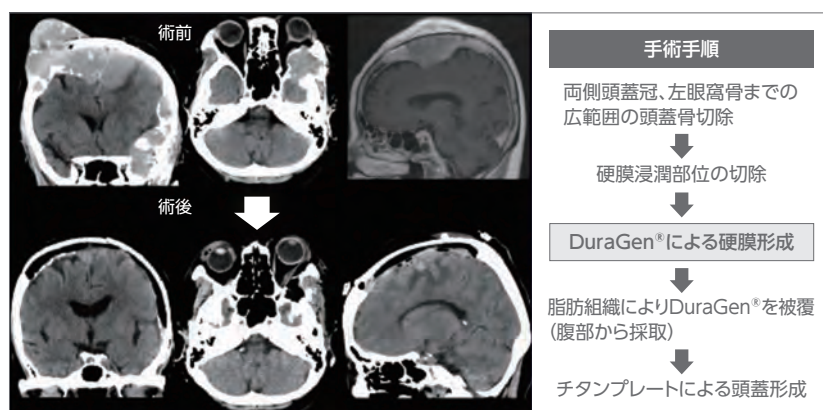 術前
術後
手術手順
両側頭蓋冠、左眼窩骨までの
広範囲の頭蓋骨切除
硬膜浸潤部位の切除
DuraGen®による硬膜形成
脂肪組織によりDuraGen®を被覆
(腹部から採取)
チタンプレートによる頭蓋形成